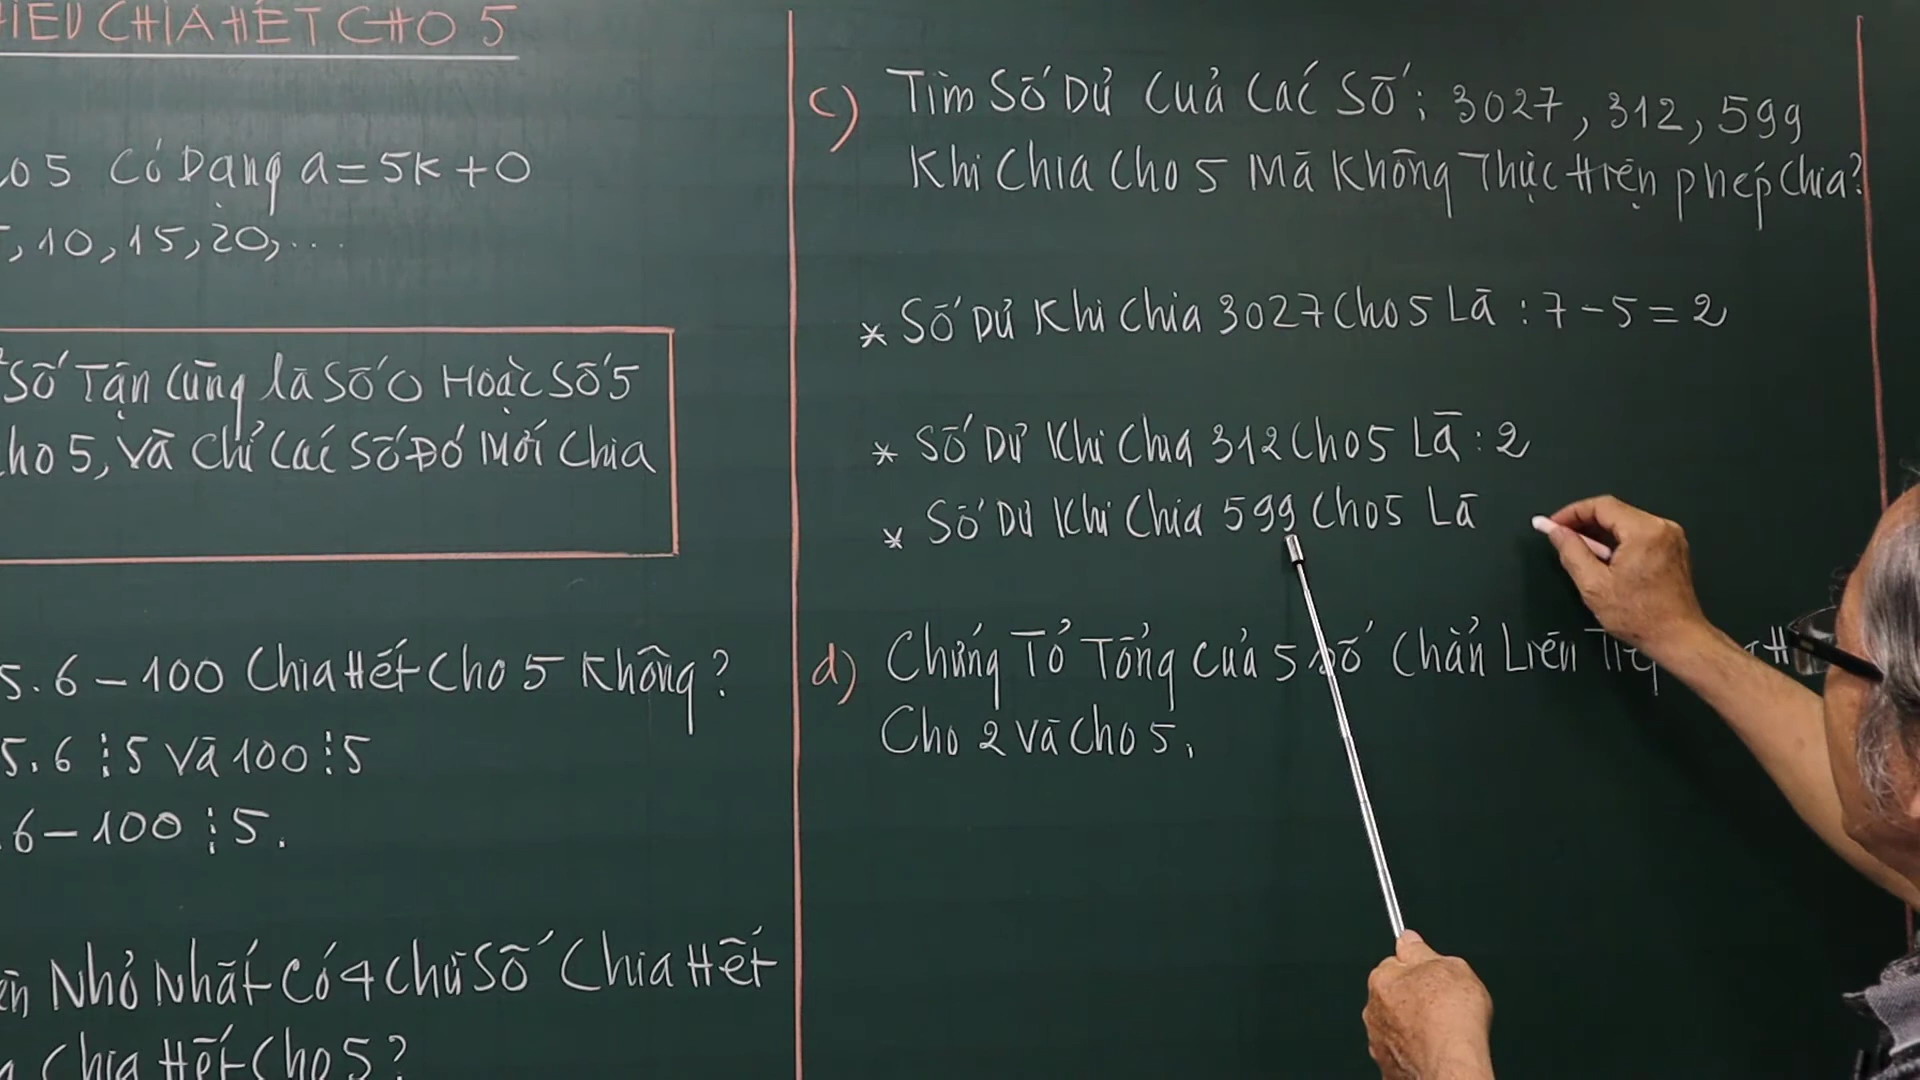 HIỆU CHIA HẾT CHO 5
Cho 5 Có Dạng a = 5k + 0
, 10, 15, 20, ...
Số Tận Cùng là Số 0 Hoặc Số 5
Cho 5, Và Chỉ Các Số Đó Mới Chia
5.6 - 100 Chia Hết Cho 5 Không?
5.6 ⋮ 5 Và 100 ⋮ 5
.6 - 100 ⋮ 5.
Nhỏ Nhất Có 4 Chữ Số Chia Hết
Chia Hết Cho 5?
c) Tìm Số Dư Của Các Số: 3027, 312, 599
Khi Chia Cho 5 Mà Không Thực Hiện phép Chia?
* Số Dư Khi Chia 3027 Cho 5 Là : 7 - 5 = 2
* Số Dư Khi Chia 312 Cho 5 Là : 2
* Số Dư Khi Chia 599 Cho 5 Là
d) Chứng Tỏ Tổng Của 5 Số Chẵn Liên
Cho 2 Và Cho 5.